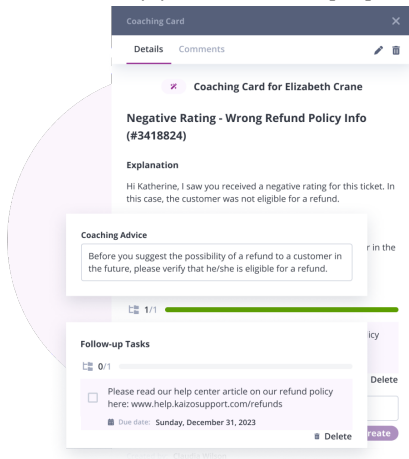 Coaching Card
Details Comments
Coaching Card for Elizabeth Crane
Negative Rating - Wrong Refund Policy Info
(#3418824)
Explanation
Hi Katherine, I saw you received a negative rating for this ticket. In
this case, the customer was not eligible for a refund.
Coaching Advice
r in the
Before you suggest the possibility of a refund to a customer in
the future, please verify that he/she is eligible for a refund.
1/1
icy
Follow-up Tasks
0/1
Delete
Please read our help center article on our refund policy
here: www.help.kaizosupport.com/refunds
Due date: Sunday, December 31, 2023
reate
Delete